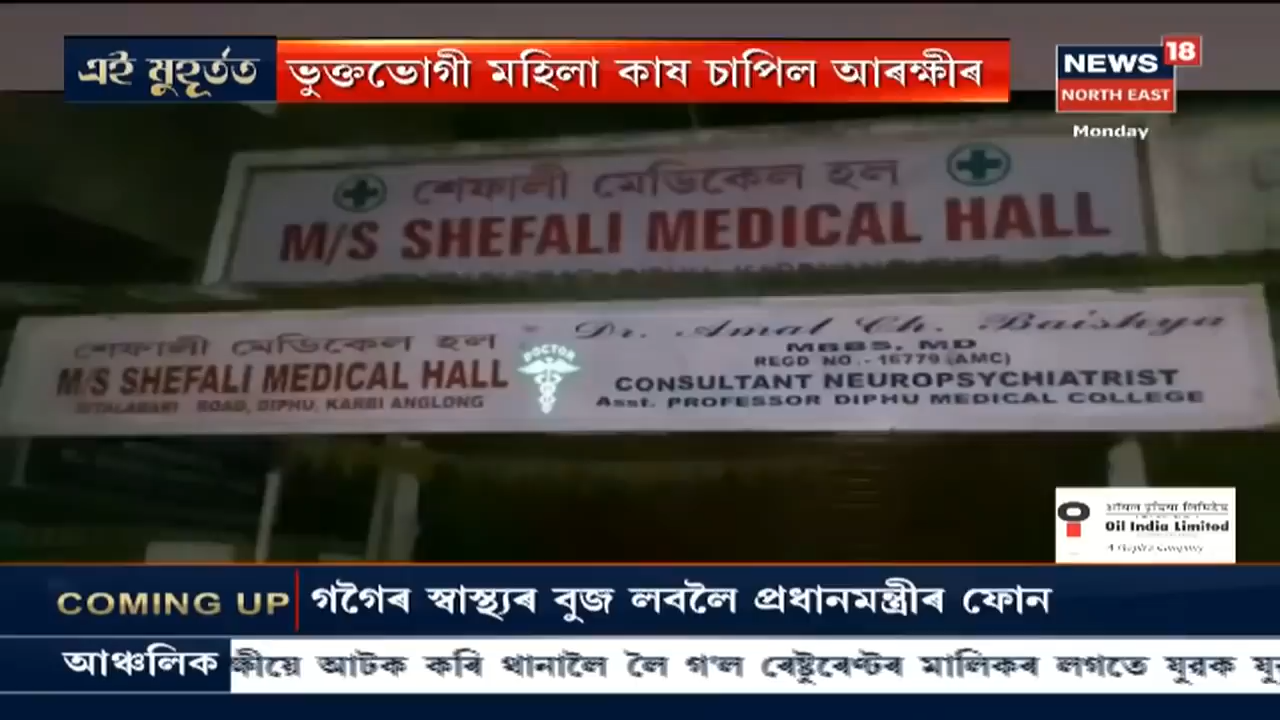 এই মুহূৰ্তত
ভুক্তভোগী মহিলা কাষ চাপিল আৰক্ষীৰ
NEWS 18
NORTH EAST
Monday
শেফালী মেডিকেল হল
M/S SHEFALI MEDICAL HALL
শেফালী মেডিকেল হল
M/S SHEFALI MEDICAL HALL
ROAD, DIPHU, KARBI ANGLONG
DOCTOR
Dr. Amal Ch. Baishya
MBBS, MD
REGD NO.- 16779 (AMC)
CONSULTANT NEUROPSYCHIATRIST
Asst. PROFESSOR DIPHU MEDICAL COLLEGE
Oil India Limited
COMING UP
গগৈৰ স্বাস্থ্যৰ বুজ লবলৈ প্ৰধানমন্ত্ৰীৰ ফোন
আঞ্চলিক
ক্ষীয়ে আটক কৰি থানালৈ লৈ গ'ল ৰেষ্টুৰেণ্টৰ মালিকৰ লগতে যুৱক